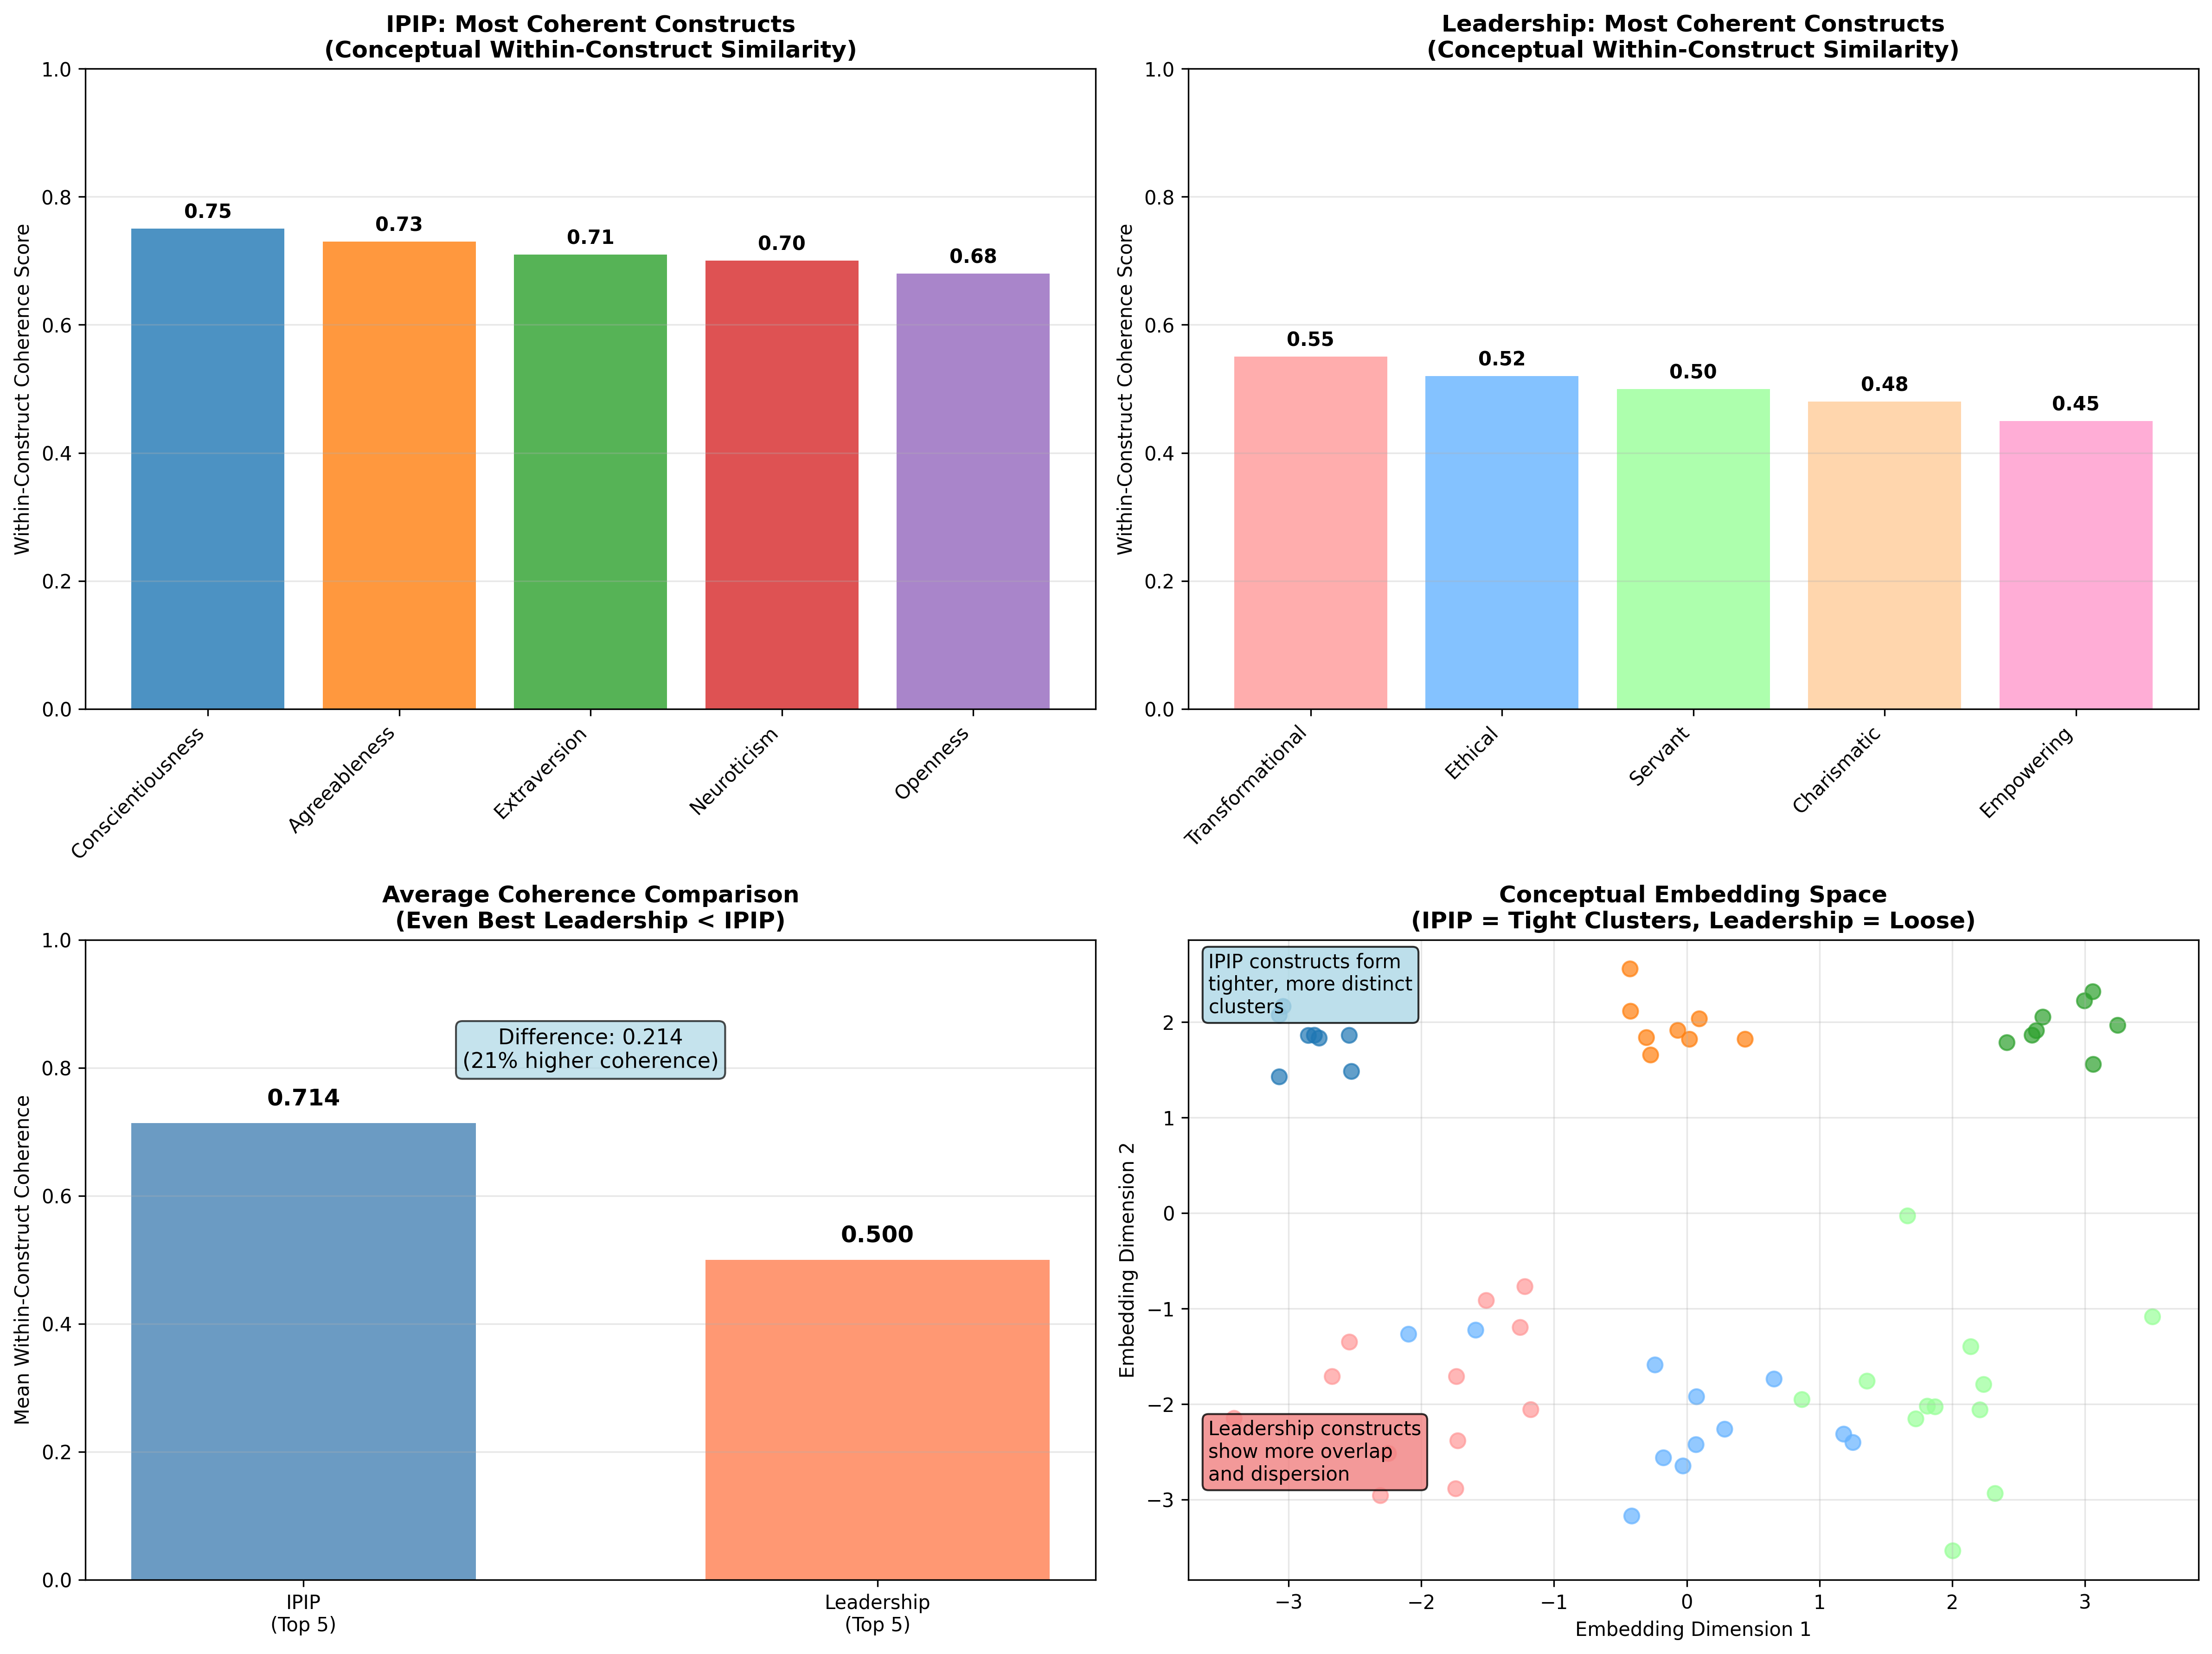 IPIP: Most Coherent Constructs
(Conceptual Within-Construct Similarity)
Within-Construct Coherence Score
1.0
0.8
0.6
0.4
0.2
0.0
0.75
0.73
0.71
0.70
0.68
Conscientiousness
Agreeableness
Extraversion
Neuroticism
Openness
Leadership: Most Coherent Constructs
(Conceptual Within-Construct Similarity)
Within-Construct Coherence Score
1.0
0.8
0.6
0.4
0.2
0.0
0.55
0.52
0.50
0.48
0.45
Transformational
Ethical
Servant
Charismatic
Empowering
Average Coherence Comparison
(Even Best Leadership < IPIP)
Mean Within-Construct Coherence
1.0
0.8
0.6
0.4
0.2
0.0
Difference: 0.214
(21% higher coherence)
0.714
0.500
IPIP
(Top 5)
Leadership
(Top 5)
Conceptual Embedding Space
(IPIP = Tight Clusters, Leadership = Loose)
Embedding Dimension 2
2
1
0
−1
−2
−3
IPIP constructs form
tighter, more distinct
clusters
Leadership constructs
show more overlap
and dispersion
−3
−2
−1
0
1
2
3
Embedding Dimension 1